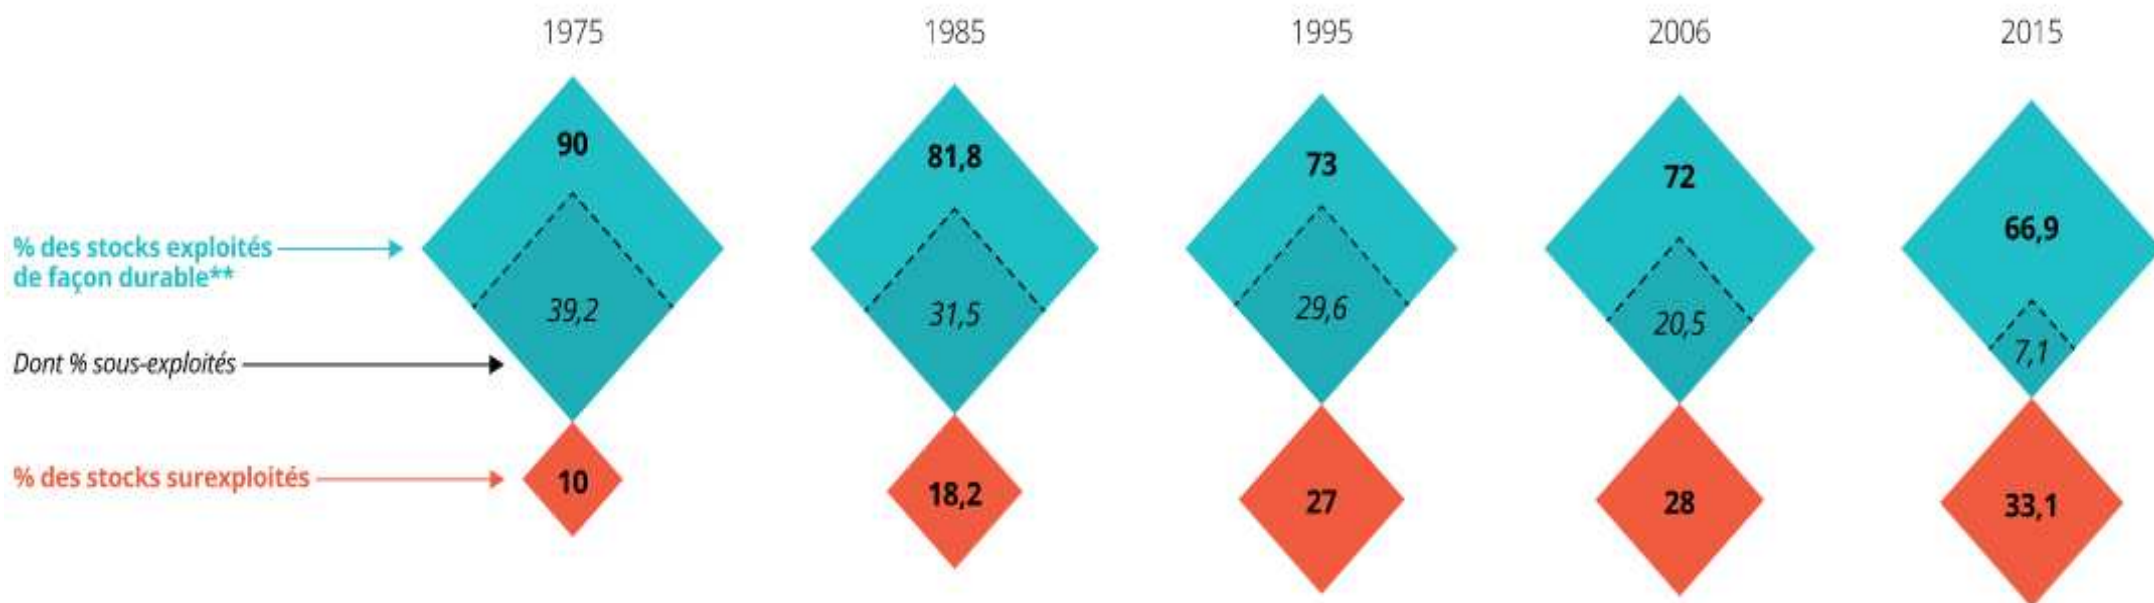 1975 1985 1995 2006 2015
90 81,8 73 72 66,9
% des stocks exploités
de façon durable**
39,2 31,5 29,6 20,5 7,1
Dont % sous-exploités
% des stocks surexploités
10 18,2 27 28 33,1